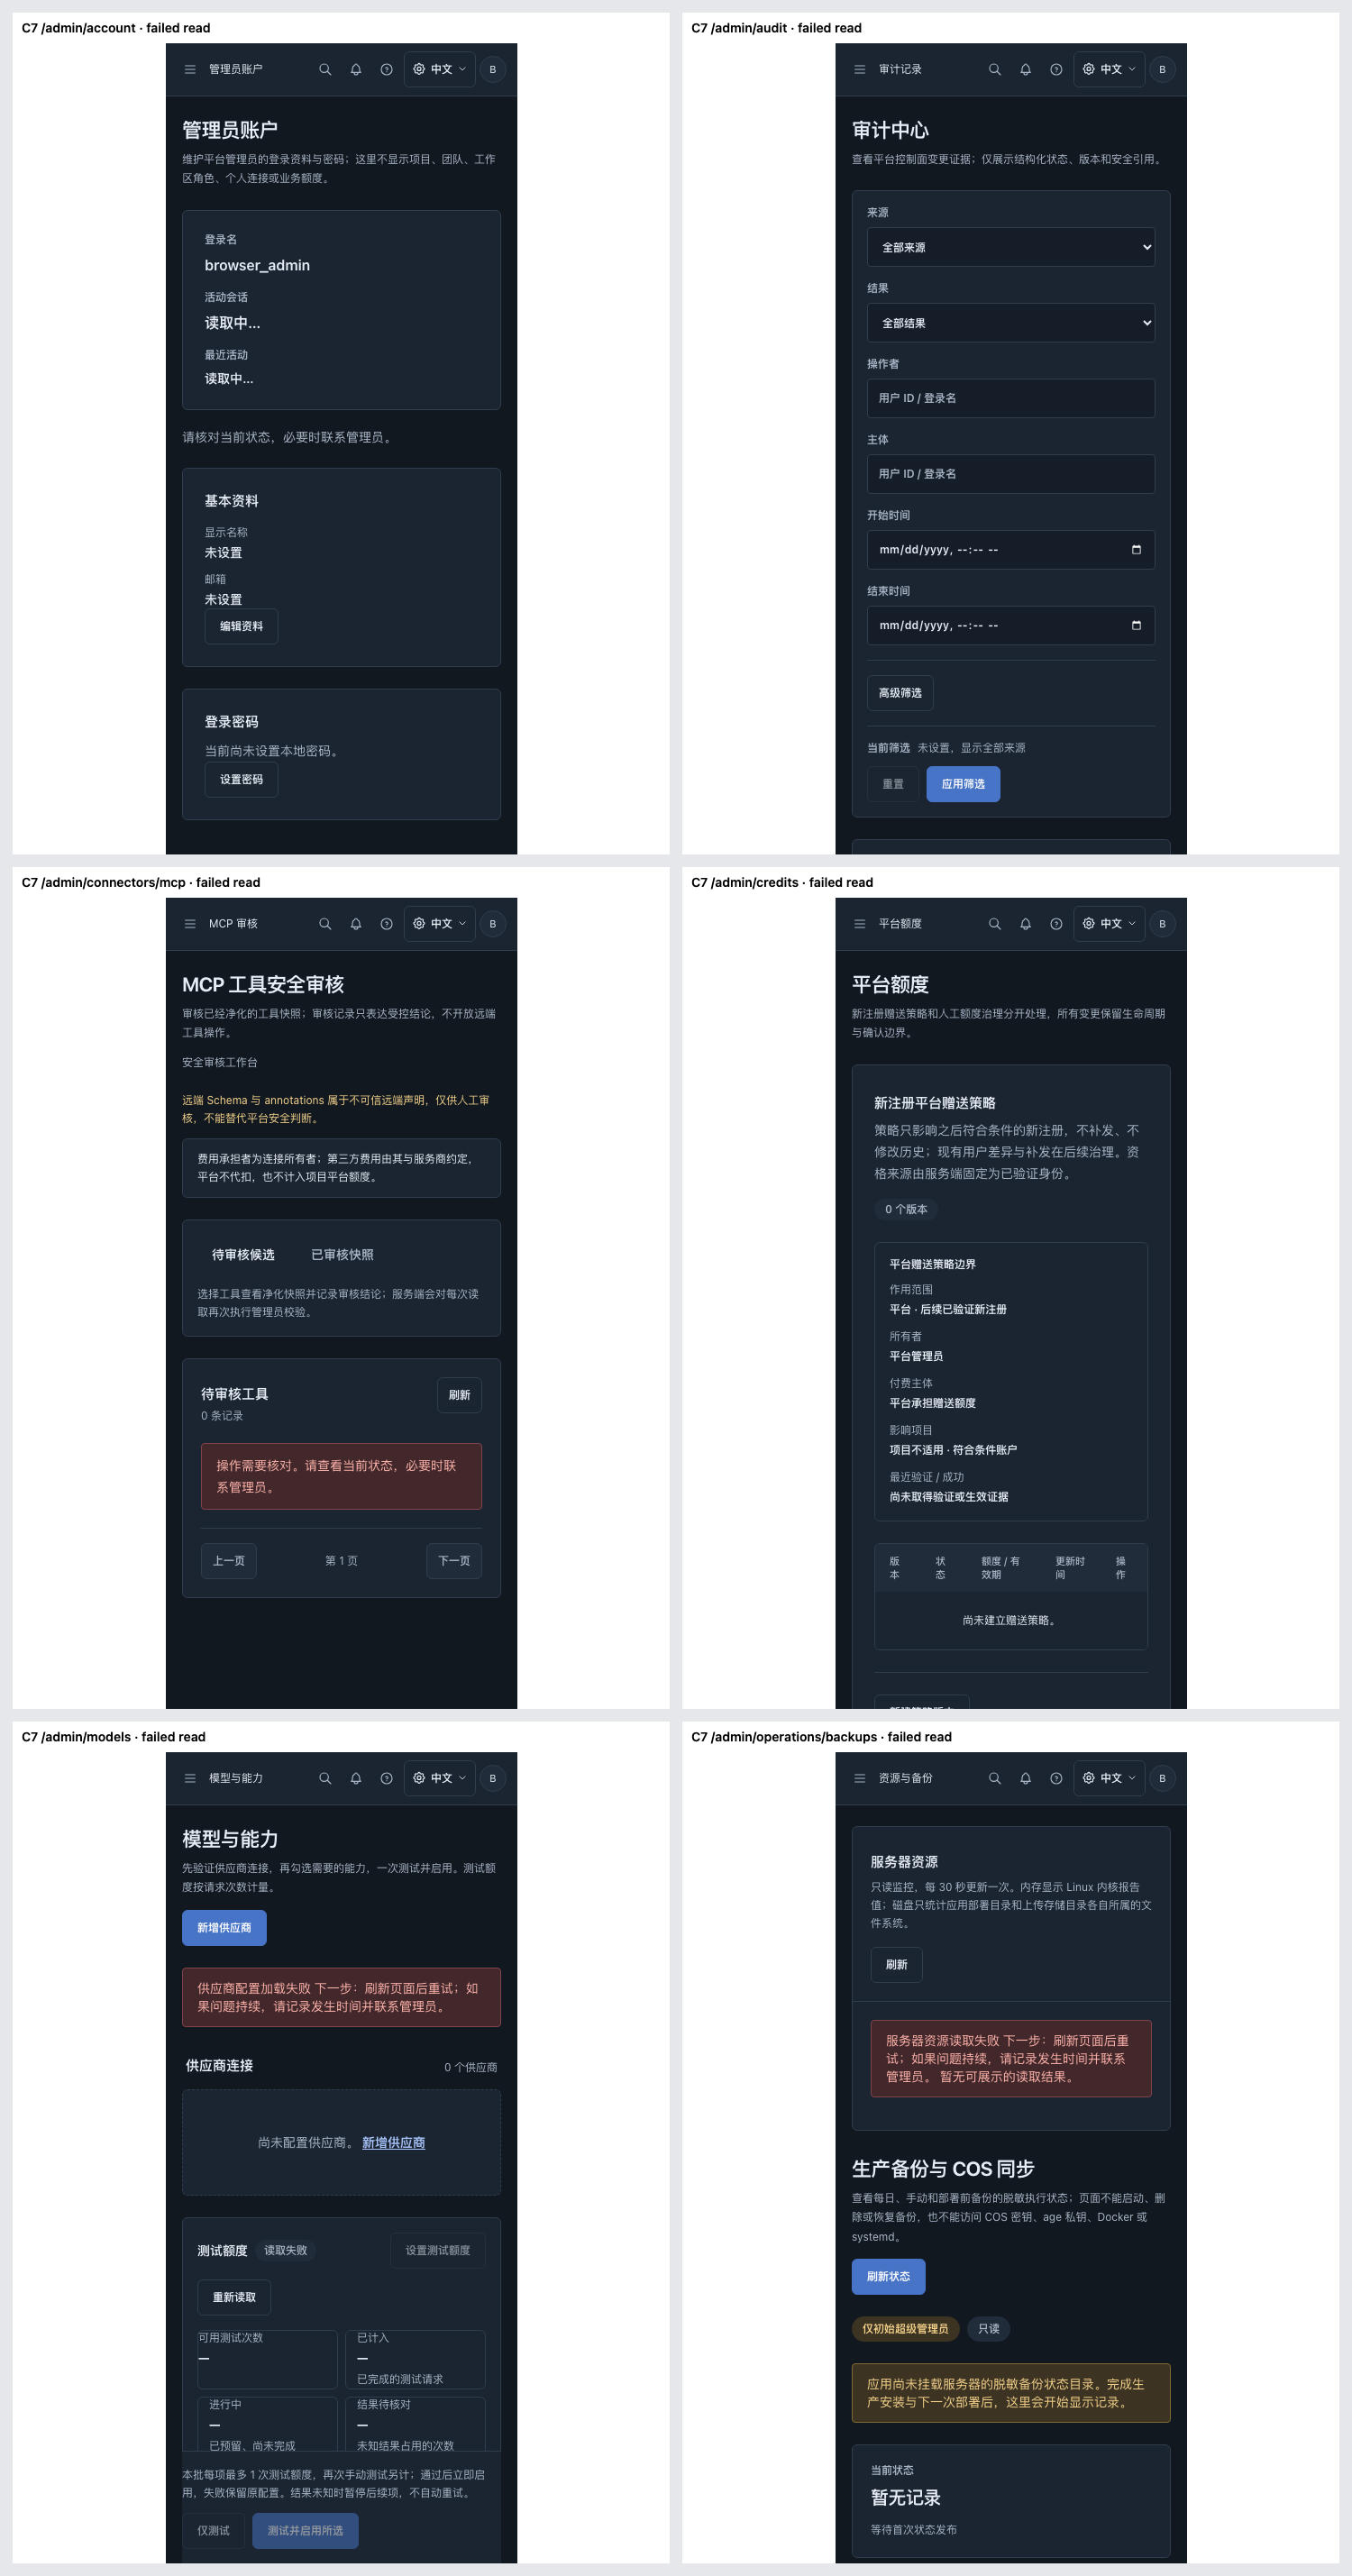 C7 /admin/account · failed read
管理员账户
中文
B
管理员账户
维护平台管理员的登录资料与密码；这里不显示项目、团队、工作
区角色、个人连接或业务额度。
登录名
browser_admin
活动会话
读取中...
最近活动
读取中...
请核对当前状态，必要时联系管理员。
基本资料
显示名称
未设置
邮箱
未设置
编辑资料
登录密码
当前尚未设置本地密码。
设置密码
C7 /admin/audit · failed read
审计记录
中文
B
审计中心
查看平台控制面变更证据；仅展示结构化状态、版本和安全引用。
来源
全部来源
结果
全部结果
操作者
用户 ID / 登录名
主体
用户 ID / 登录名
开始时间
mm/dd/yyyy, --:-- --
结束时间
mm/dd/yyyy, --:-- --
高级筛选
当前筛选 未设置，显示全部来源
重置
应用筛选
C7 /admin/connectors/mcp · failed read
MCP 审核
中文
B
MCP 工具安全审核
审核已经净化的工具快照；审核记录只表达受控结论，不开放远端
工具操作。
安全审核工作台
远端 Schema 与 annotations 属于不可信远端声明，仅供人工审
核，不能替代平台安全判断。
费用承担者为连接所有者；第三方费用由其与服务商约定，
平台不代扣，也不计入项目平台额度。
待审核候选
已审核快照
选择工具查看净化快照并记录审核结论；服务端会对每次读
取再次执行管理员校验。
待审核工具
刷新
0 条记录
操作需要核对。请查看当前状态，必要时联
系管理员。
上一页
第 1 页
下一页
C7 /admin/credits · failed read
平台额度
中文
B
平台额度
新注册赠送策略和人工额度治理分开处理，所有变更保留生命周期
与确认边界。
新注册平台赠送策略
策略只影响之后符合条件的新注册，不补发、不
修改历史；现有用户差异与补发在后续治理。资
格来源由服务端固定为已验证身份。
0 个版本
平台赠送策略边界
作用范围
平台 · 后续已验证新注册
所有者
平台管理员
付费主体
平台承担赠送额度
影响项目
项目不适用 · 符合条件账户
最近验证 / 成功
尚未取得验证或生效证据
版 状 额度 / 有 更新时 操
本 态 效期 间 作
尚未建立赠送策略。
C7 /admin/models · failed read
模型与能力
中文
B
模型与能力
先验证供应商连接，再勾选需要的能力，一次测试并启用。测试额
度按请求次数计量。
新增供应商
供应商配置加载失败 下一步：刷新页面后重试；如
果问题持续，请记录发生时间并联系管理员。
供应商连接
0 个供应商
尚未配置供应商。 新增供应商
测试额度
读取失败
设置测试额度
重新读取
可用测试次数
—
已计入
—
已完成的测试请求
进行中
—
已预留、尚未完成
结果待核对
—
未知结果占用的次数
本批每项最多 1 次测试额度，再次手动测试另计；通过后立即启
用，失败保留原配置。结果未知时暂停后续项，不自动重试。
仅测试
测试并启用所选
C7 /admin/operations/backups · failed read
资源与备份
中文
B
服务器资源
只读监控，每 30 秒更新一次。内存显示 Linux 内核报告
值；磁盘只统计应用部署目录和上传存储目录各自所属的文
件系统。
刷新
服务器资源读取失败 下一步：刷新页面后重
试；如果问题持续，请记录发生时间并联系
管理员。 暂无可展示的读取结果。
生产备份与 COS 同步
查看每日、手动和部署前备份的脱敏执行状态；页面不能启动、删
除或恢复备份，也不能访问 COS 密钥、age 私钥、Docker 或
systemd。
刷新状态
仅初始超级管理员
只读
应用尚未挂载服务器的脱敏备份状态目录。完成生
产安装与下一次部署后，这里会开始显示记录。
当前状态
暂无记录
等待首次状态发布